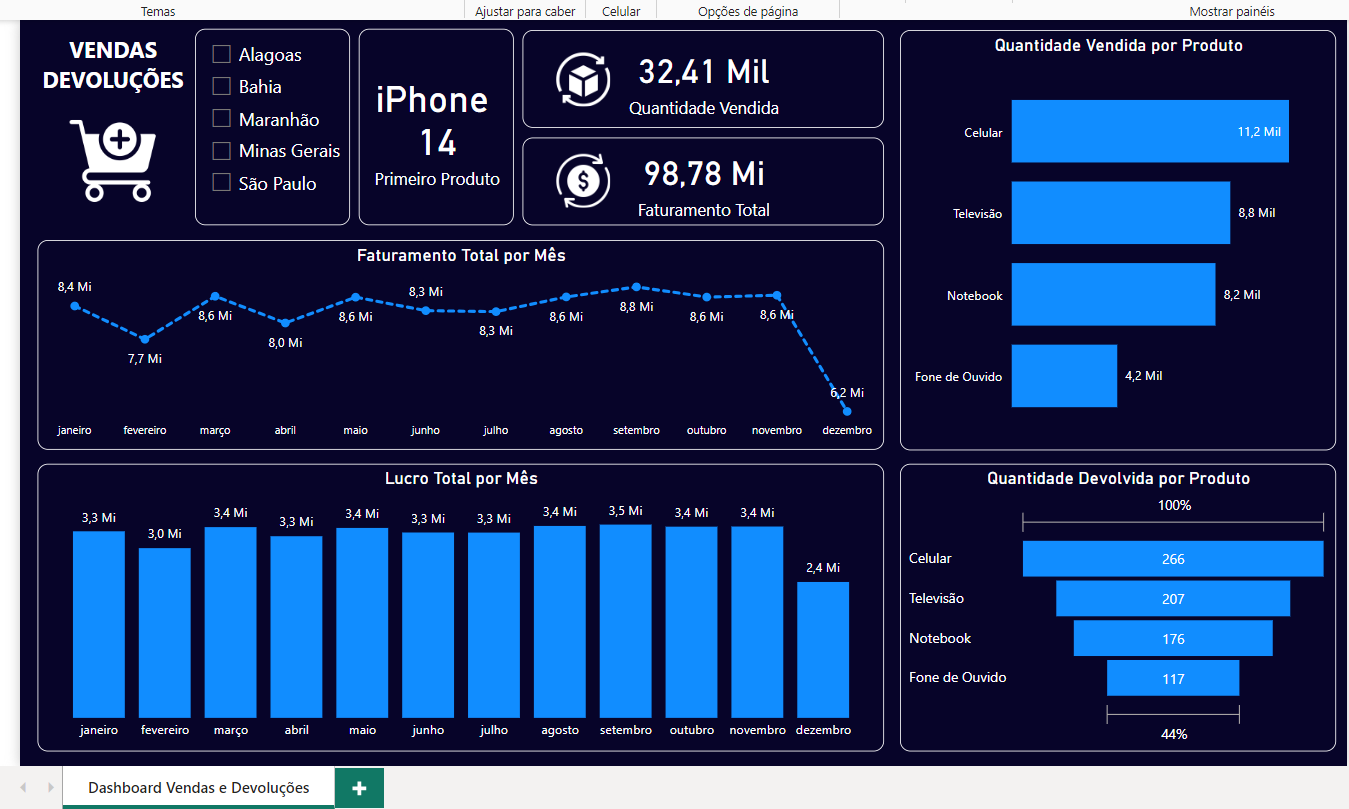 Temas
Ajustar para caber
Celular
Opções de página
Mostrar painéis
VENDAS
DEVOLUÇÕES
Alagoas
Bahia
Maranhão
Minas Gerais
São Paulo
iPhone
14
Primeiro Produto
32,41 Mil
Quantidade Vendida
98,78 Mi
Faturamento Total
Quantidade Vendida por Produto
Celular
11,2 Mil
Televisão
8,8 Mil
Notebook
8,2 Mil
Fone de Ouvido
4,2 Mil
Faturamento Total por Mês
8,4 Mi
7,7 Mi
8,6 Mi
8,0 Mi
8,6 Mi
8,3 Mi
8,3 Mi
8,6 Mi
8,8 Mi
8,6 Mi
8,6 Mi
6,2 Mi
janeiro
fevereiro
março
abril
maio
junho
julho
agosto
setembro
outubro
novembro
dezembro
Lucro Total por Mês
3,3 Mi
3,0 Mi
3,4 Mi
3,3 Mi
3,4 Mi
3,3 Mi
3,3 Mi
3,4 Mi
3,5 Mi
3,4 Mi
3,4 Mi
2,4 Mi
janeiro
fevereiro
março
abril
maio
junho
julho
agosto
setembro
outubro
novembro
dezembro
Quantidade Devolvida por Produto
100%
Celular
266
Televisão
207
Notebook
176
Fone de Ouvido
117
44%
Dashboard Vendas e Devoluções